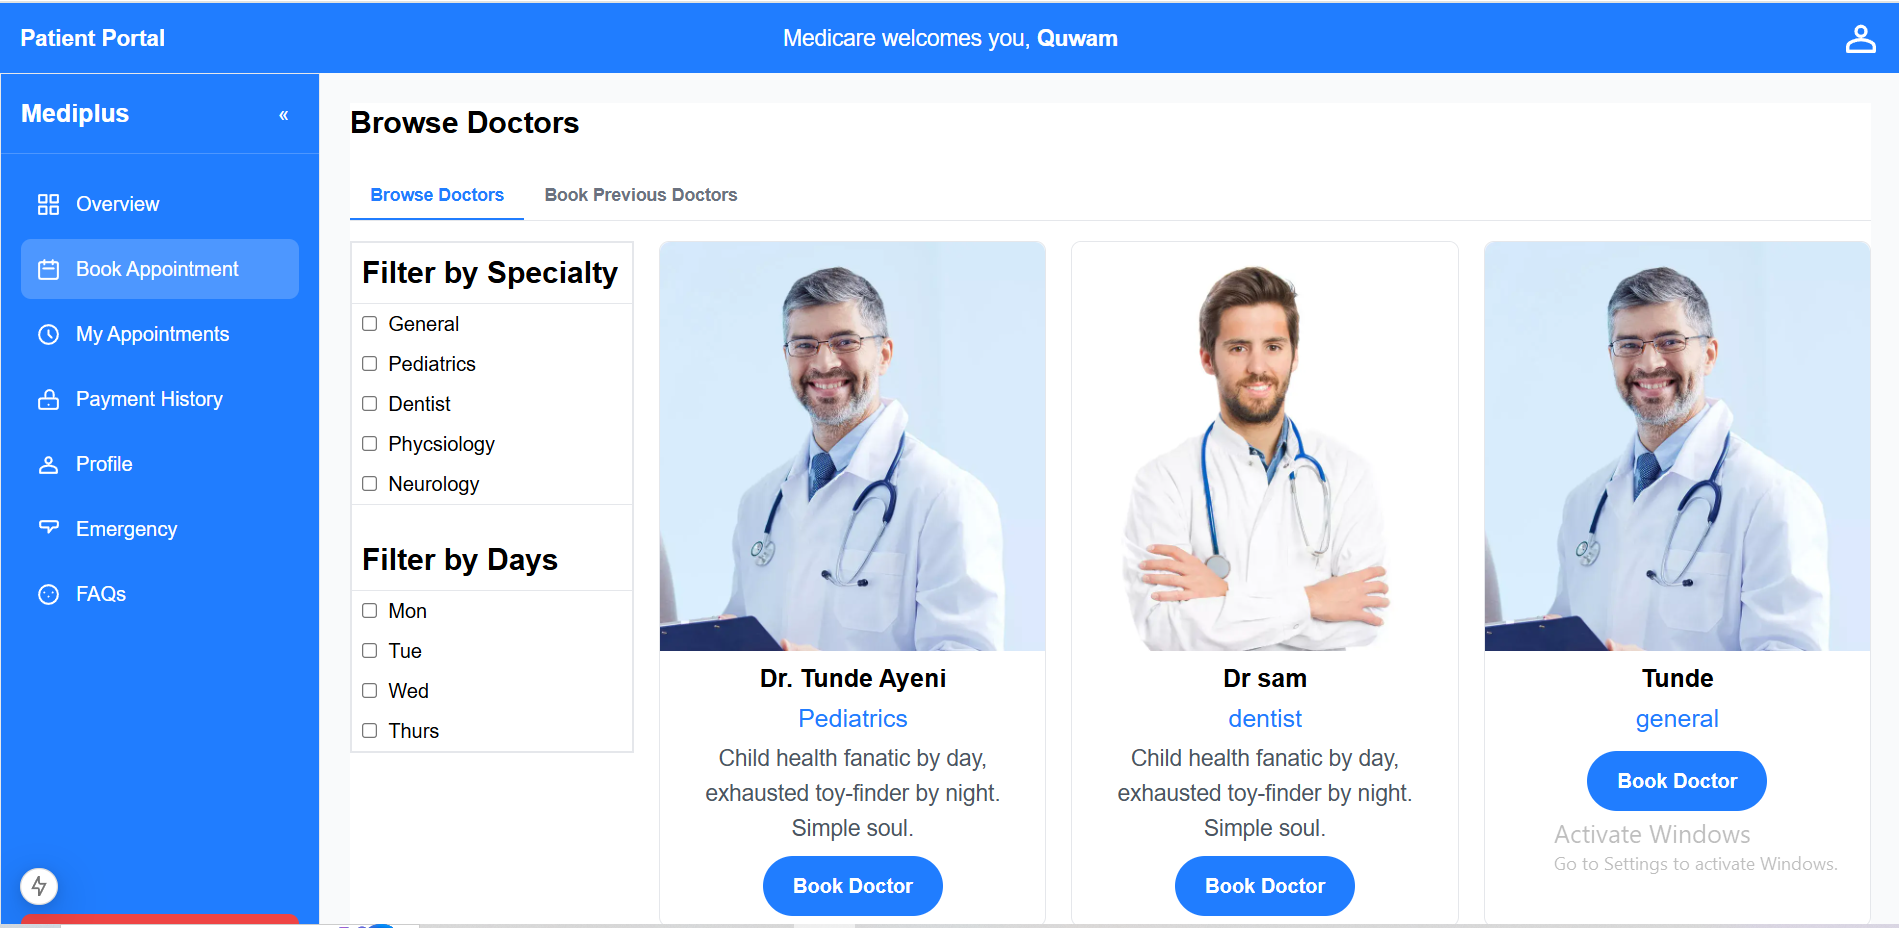 Patient Portal
Medicare welcomes you, Quwam
Mediplus
«
Overview
Book Appointment
My Appointments
Payment History
Profile
Emergency
FAQs
Browse Doctors
Browse Doctors
Book Previous Doctors
Filter by Specialty
General
Pediatrics
Dentist
Phycsiology
Neurology
Filter by Days
Mon
Tue
Wed
Thurs
Dr. Tunde Ayeni
Pediatrics
Child health fanatic by day,
exhausted toy-finder by night.
Simple soul.
Book Doctor
Dr sam
dentist
Child health fanatic by day,
exhausted toy-finder by night.
Simple soul.
Book Doctor
Tunde
general
Book Doctor
Activate Windows
Go to Settings to activate Windows.